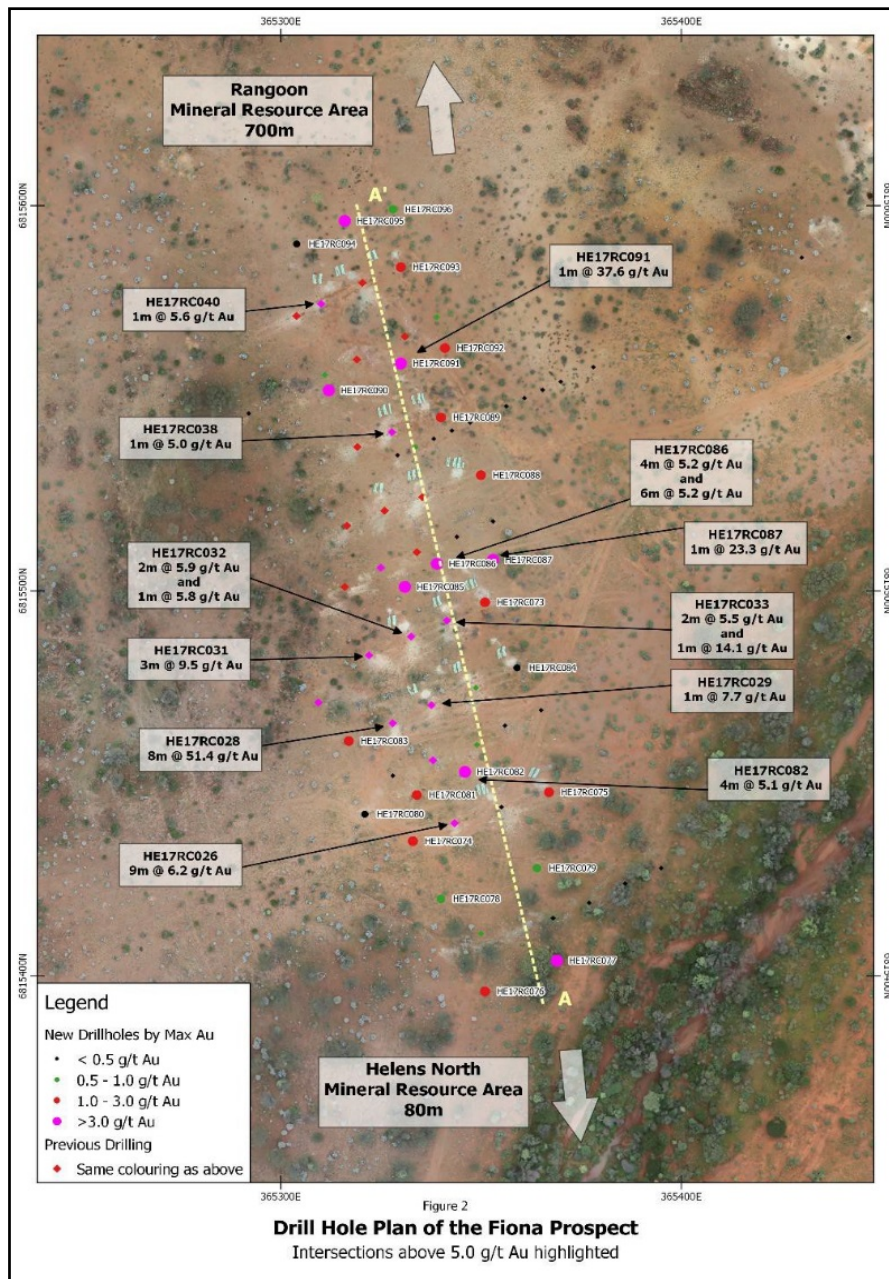 365300E
365400E
Rangoon
Mineral Resource Area
700m
6815600N
6815600N
A'
HE17RC096
HE17RC095
HE17RC094
HE17RC093
HE17RC091
1m @ 37.6 g/t Au
HE17RC040
1m @ 5.6 g/t Au
HE17RC092
HE17RC091
HE17RC090
HE17RC089
HE17RC038
1m @ 5.0 g/t Au
HE17RC086
4m @ 5.2 g/t Au
and
6m @ 5.2 g/t Au
HE17RC088
HE17RC087
1m @ 23.3 g/t Au
HE17RC032
2m @ 5.9 g/t Au
and
1m @ 5.8 g/t Au
HE17RC087
HE17RC086
HE17RC085
6815500N
6815500N
HE17RC073
HE17RC033
2m @ 5.5 g/t Au
and
1m @ 14.1 g/t Au
HE17RC031
3m @ 9.5 g/t Au
HE17RC084
HE17RC029
1m @ 7.7 g/t Au
HE17RC028
8m @ 51.4 g/t Au
HE17RC083
HE17RC082
HE17RC082
4m @ 5.1 g/t Au
HE17RC081
HE17RC075
HE17RC080
HE17RC026
9m @ 6.2 g/t Au
HE17RC074
HE17RC079
HE17RC078
HE17RC077
6815400N
6815400N
HE17RC076
A
Legend
New Drillholes by Max Au
< 0.5 g/t Au
0.5 - 1.0 g/t Au
1.0 - 3.0 g/t Au
>3.0 g/t Au
Previous Drilling
Same colouring as above
Helens North
Mineral Resource Area
80m
365300E
365400E
Figure 2
Drill Hole Plan of the Fiona Prospect
Intersections above 5.0 g/t Au highlighted